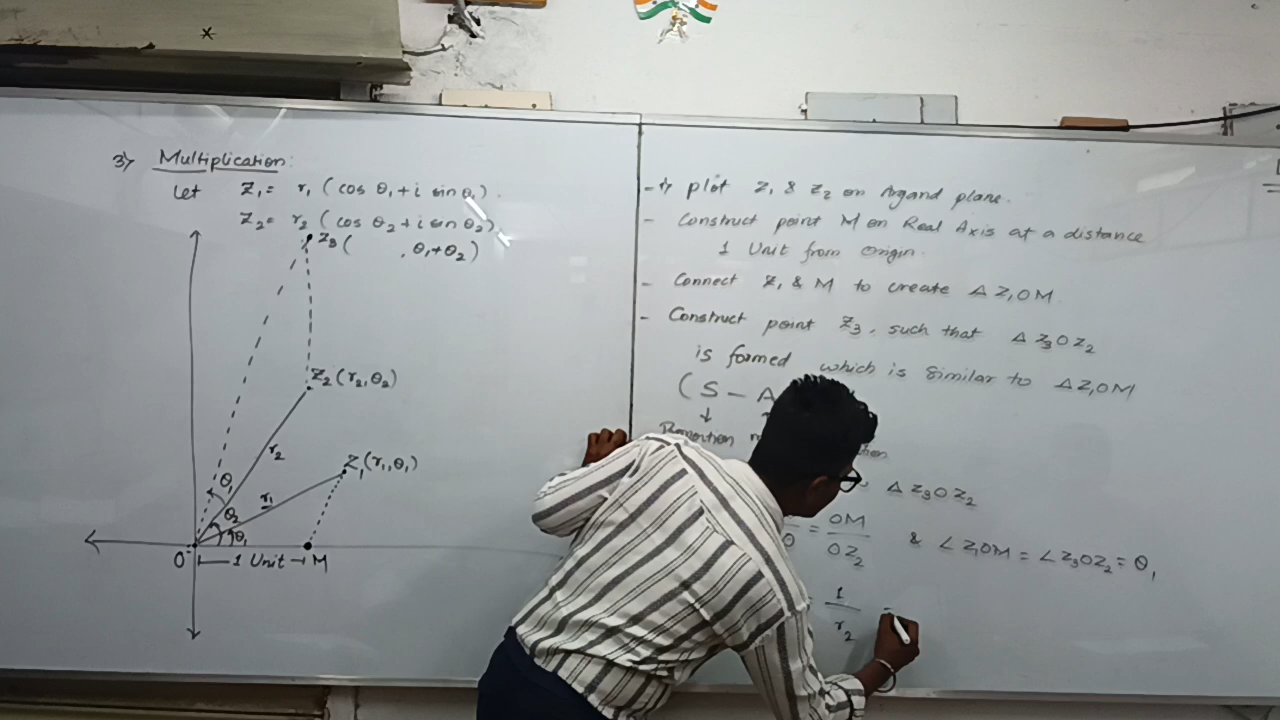 3) Multiplication:
Let Z₁ = r₁ (cos θ₁ + i sin θ₁).
Z₂ = r₂ (cos θ₂ + i sin θ₂)
Z₃ ( , θ₁+θ₂)
Z₂(r₂,θ₂)
r₂
Z₁(r₁,θ₁)
θ₁
r₁
θ₂
θ₁
O
1 Unit → M
- plot Z₁ & Z₂ on Argand plane.
- Construct point M on Real Axis at a distance
1 Unit from origin.
- Connect Z₁ & M to create Δ Z₁OM
- Construct point Z₃, such that Δ Z₃OZ₂
is formed which is similar to Δ Z₁OM
(S - A
↓
Δ Z₃OZ₂
= OM/OZ₂ & ∠Z₁OM = ∠Z₃OZ₂ = θ₁
1/r₂ =